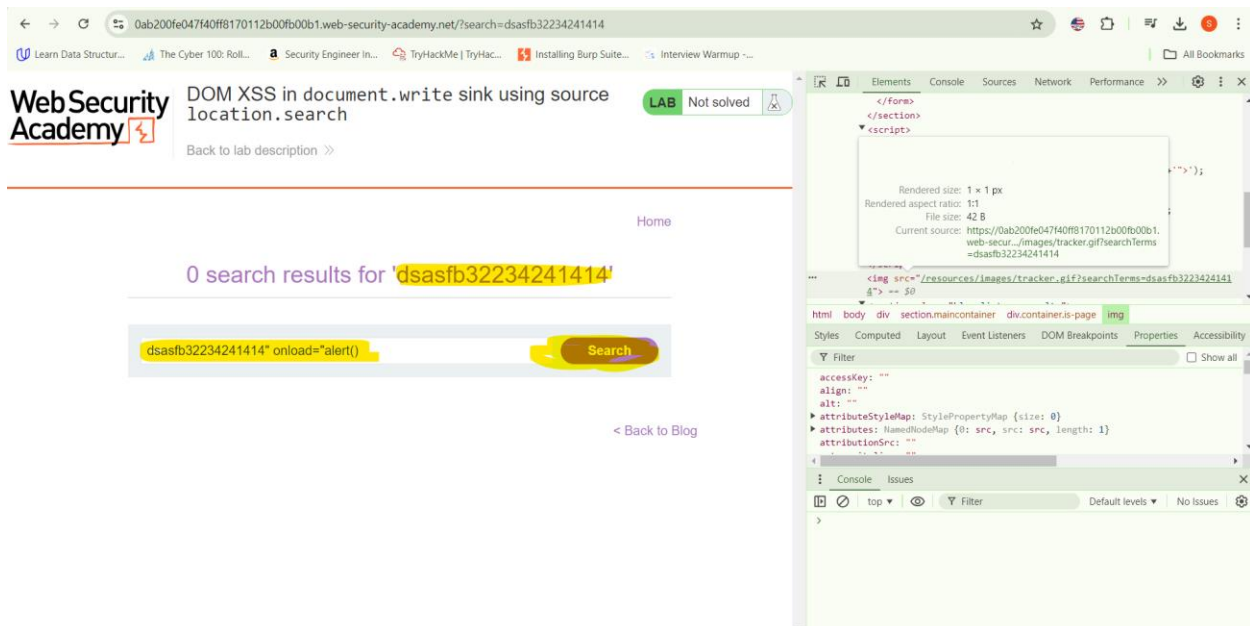 0ab200fe047f40ff8170112b00fb00b1.web-security-academy.net/?search=dsasfb32234241414
Learn Data Structur... The Cyber 100: Roll... Security Engineer In... TryHackMe | TryHac... Installing Burp Suite... Interview Warmup -... All Bookmarks
Web Security
Academy
DOM XSS in document.write sink using source
location.search
LAB Not solved
Back to lab description >>
Home
0 search results for 'dsasfb32234241414'
dsasfb32234241414" onload="alert() Search
< Back to Blog
Elements Console Sources Network Performance >>
</form>
</section>
▼<script>
+'">');
Rendered size: 1 × 1 px
Rendered aspect ratio: 1:1
File size: 42 B
Current source: https://0ab200fe047f40ff8170112b00fb00b1.
web-secur.../images/tracker.gif?searchTerms
=dsasfb32234241414
<img src="/resources/images/tracker.gif?searchTerms=dsasfb3223424141
4"> == $0
html body div section.maincontainer div.container.is-page img
Styles Computed Layout Event Listeners DOM Breakpoints Properties Accessibility
Filter Show all
accessKey: ""
align: ""
alt: ""
▶ attributeStyleMap: StylePropertyMap {size: 0}
▶ attributes: NamedNodeMap {0: src, src: src, length: 1}
attributionSrc: ""
Console Issues
top ▼ Filter Default levels ▼ No Issues
>